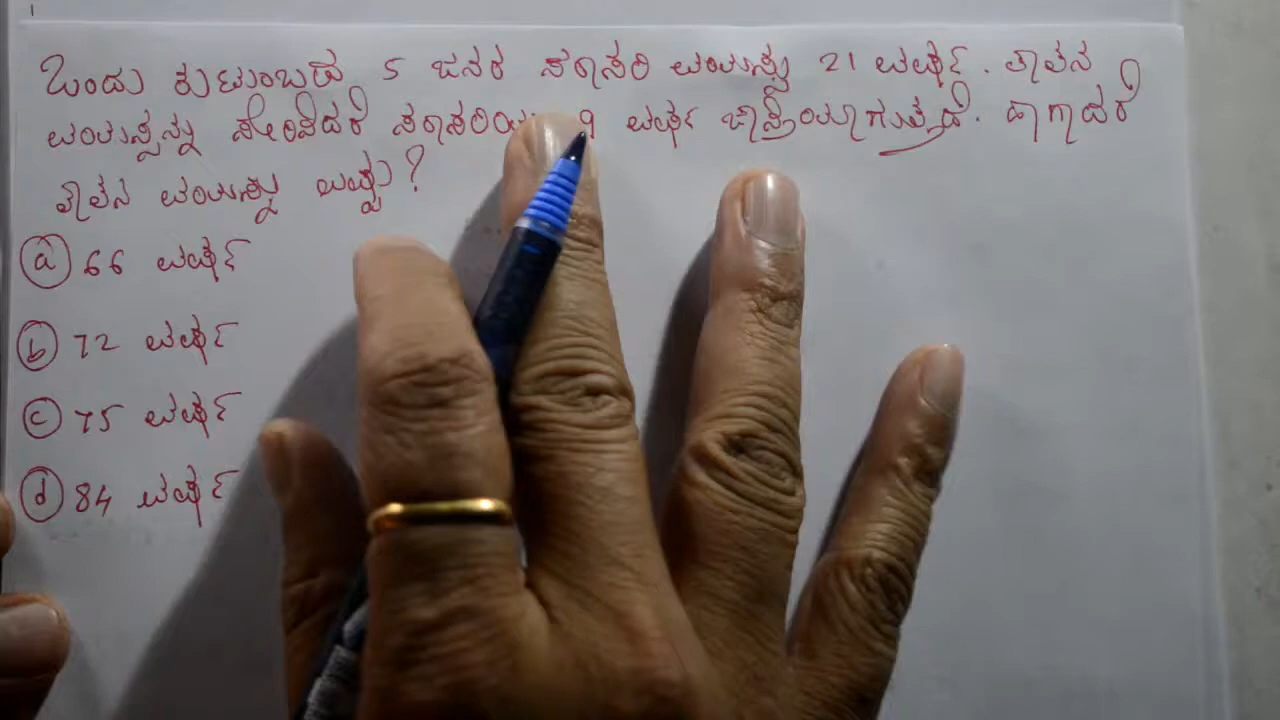 ಒಂದು ಕುಟುಂಬದ 5 ಜನರ ಸರಾಸರಿ ವಯಸ್ಸು 21 ವರ್ಷ. ತಾತನ
ವಯಸ್ಸನ್ನು ಸೇರಿಸಿದರೆ ಸರಾಸರಿಯು 9 ವರ್ಷ ಜಾಸ್ತಿಯಾಗುತ್ತದೆ. ಹಾಗಾದರೆ
ತಾತನ ವಯಸ್ಸು ಎಷ್ಟು?
ⓐ 66 ವರ್ಷ
ⓑ 72 ವರ್ಷ
ⓒ 75 ವರ್ಷ
ⓓ 84 ವರ್ಷ